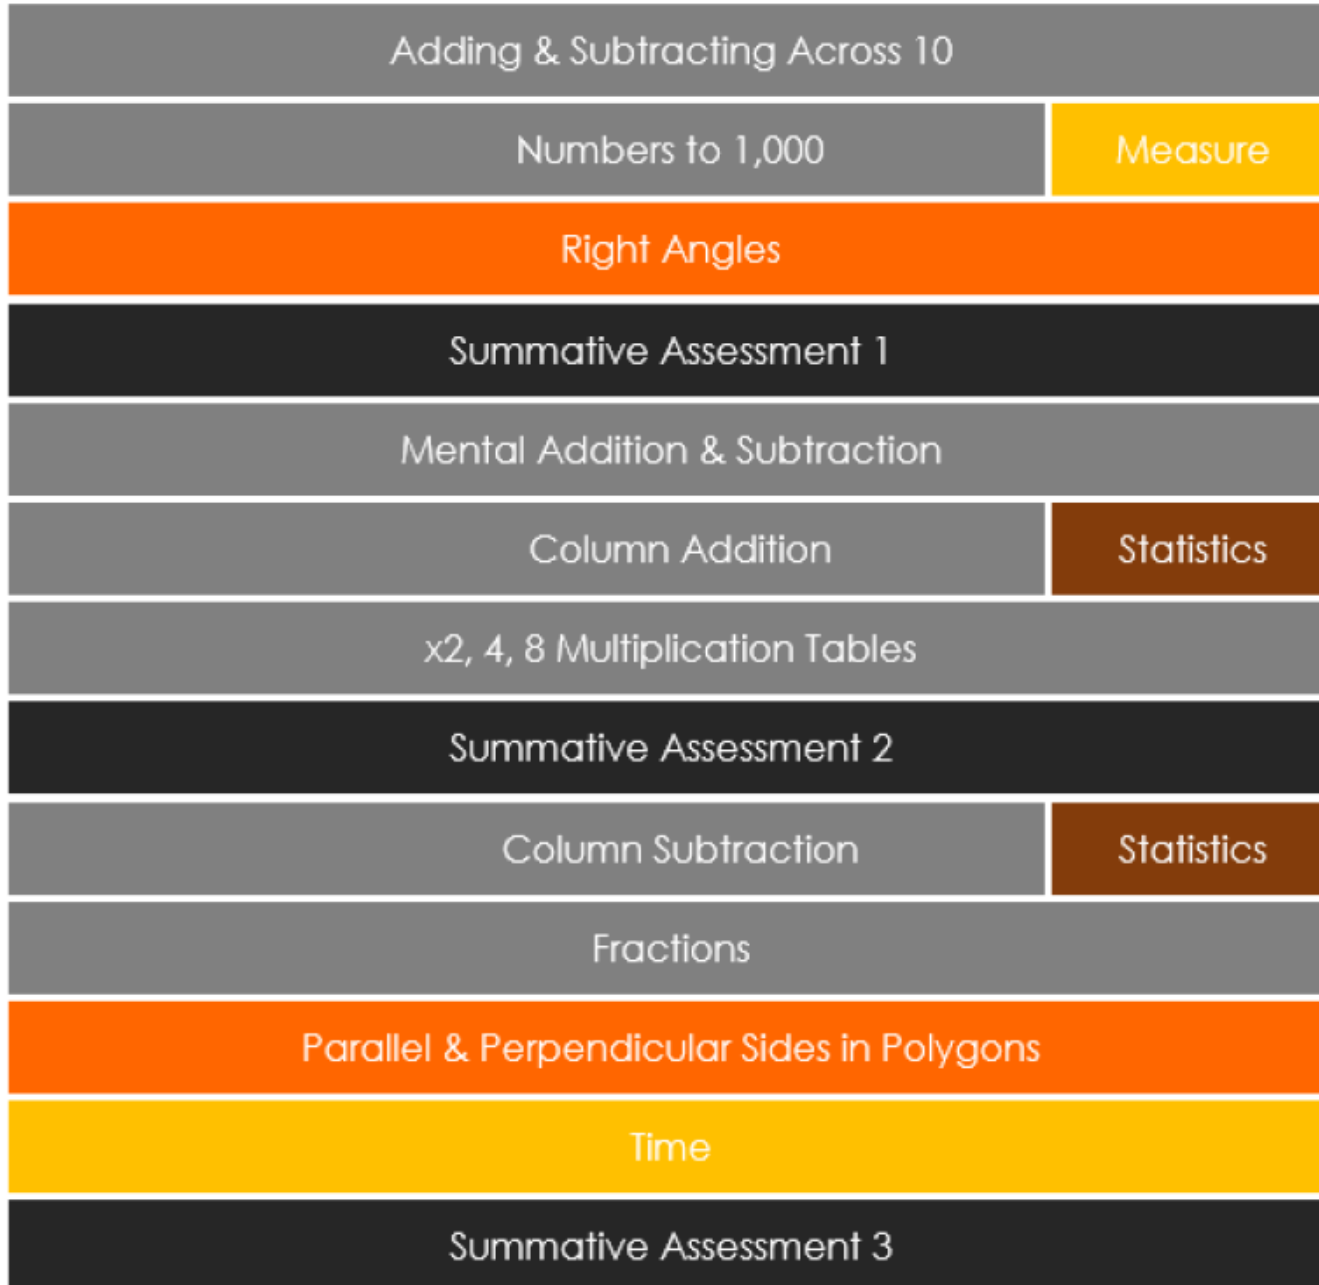 Adding & Subtracting Across 10
Numbers to 1,000
Measure
Right Angles
Summative Assessment 1
Mental Addition & Subtraction
Column Addition
Statistics
x2, 4, 8 Multiplication Tables
Summative Assessment 2
Column Subtraction
Statistics
Fractions
Parallel & Perpendicular Sides in Polygons
Time
Summative Assessment 3